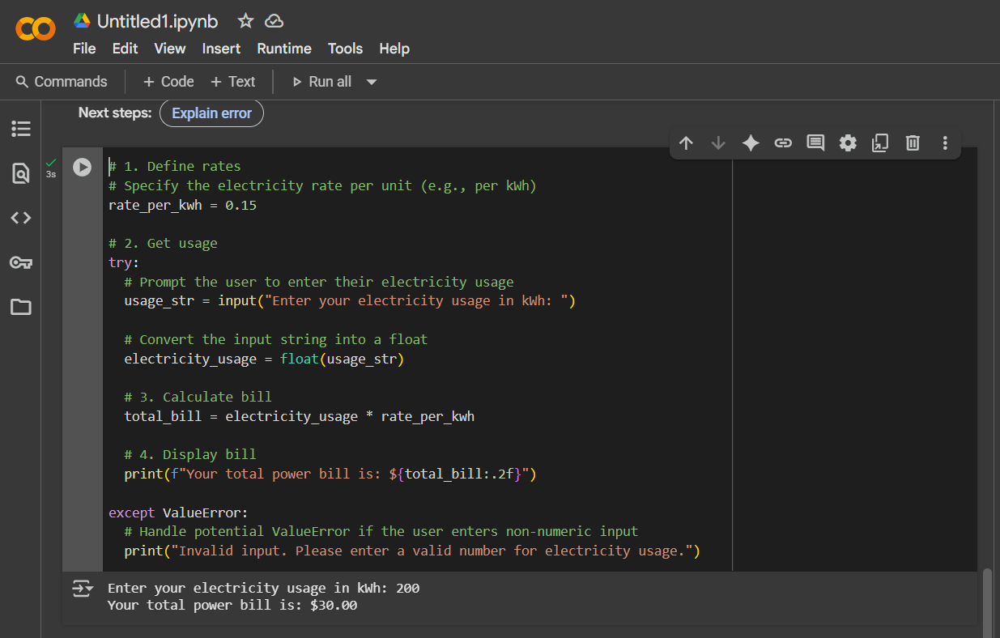 Untitled1.ipynb
File Edit View Insert Runtime Tools Help
Commands + Code + Text Run all
Next steps: Explain error
3s
# 1. Define rates
# Specify the electricity rate per unit (e.g., per kWh)
rate_per_kwh = 0.15
# 2. Get usage
try:
  # Prompt the user to enter their electricity usage
  usage_str = input("Enter your electricity usage in kWh: ")
  # Convert the input string into a float
  electricity_usage = float(usage_str)
  # 3. Calculate bill
  total_bill = electricity_usage * rate_per_kwh
  # 4. Display bill
  print(f"Your total power bill is: ${total_bill:.2f}")
except ValueError:
  # Handle potential ValueError if the user enters non-numeric input
  print("Invalid input. Please enter a valid number for electricity usage.")
Enter your electricity usage in kWh: 200
Your total power bill is: $30.00